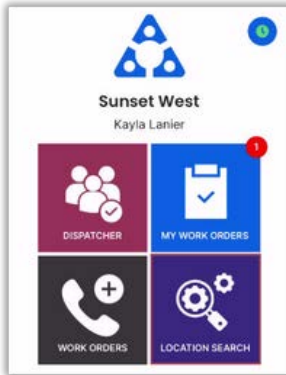 Sunset West
Kayla Lanier
1
DISPATCHER
MY WORK ORDERS
WORK ORDERS
LOCATION SEARCH